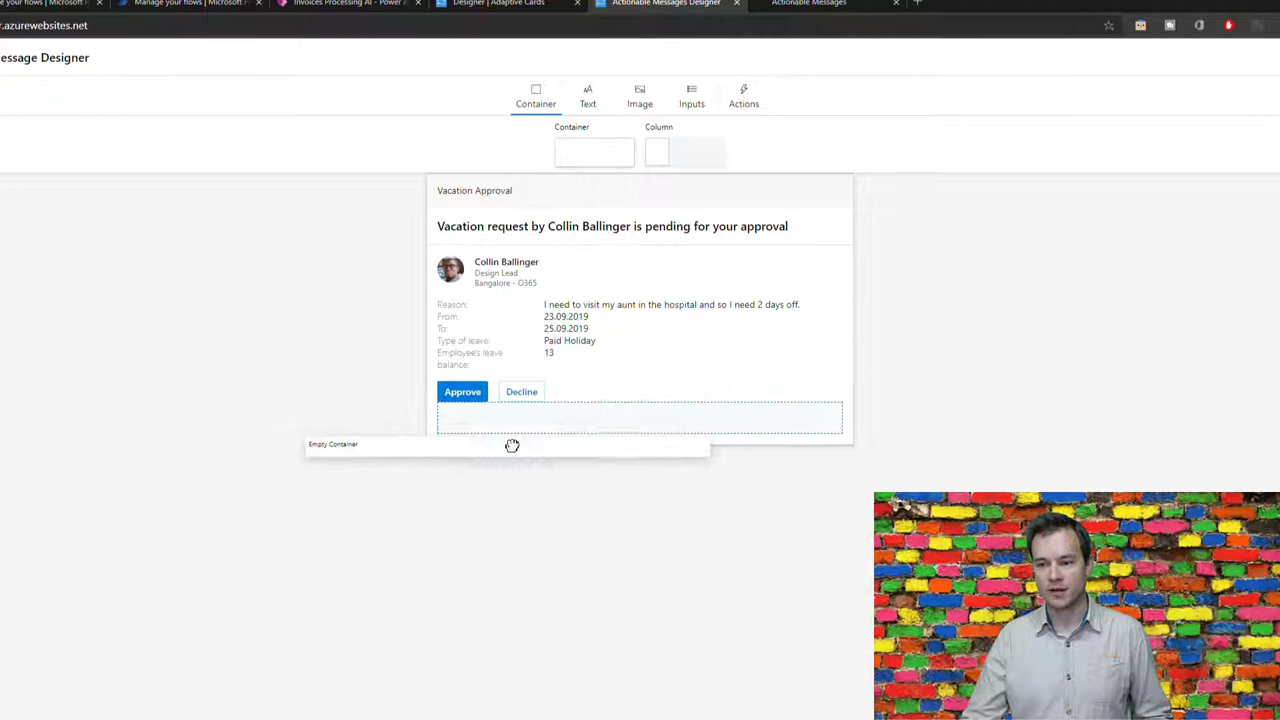 e your flows | Microsoft P
Manage your flows | Microsoft P
Invoices Processing AI - Power A
Designer | Adaptive Cards
Actionable Messages Designer
Actionable Messages
r.azurewebsites.net
essage Designer
Container
Text
Image
Inputs
Actions
Container
Column
Vacation Approval
Vacation request by Collin Ballinger is pending for your approval
Collin Ballinger
Design Lead
Bangalore - O365
Reason: I need to visit my aunt in the hospital and so I need 2 days off.
From: 23.09.2019
To: 25.09.2019
Type of leave: Paid Holiday
Employee's leave 13
balance:
Approve
Decline
Empty Container